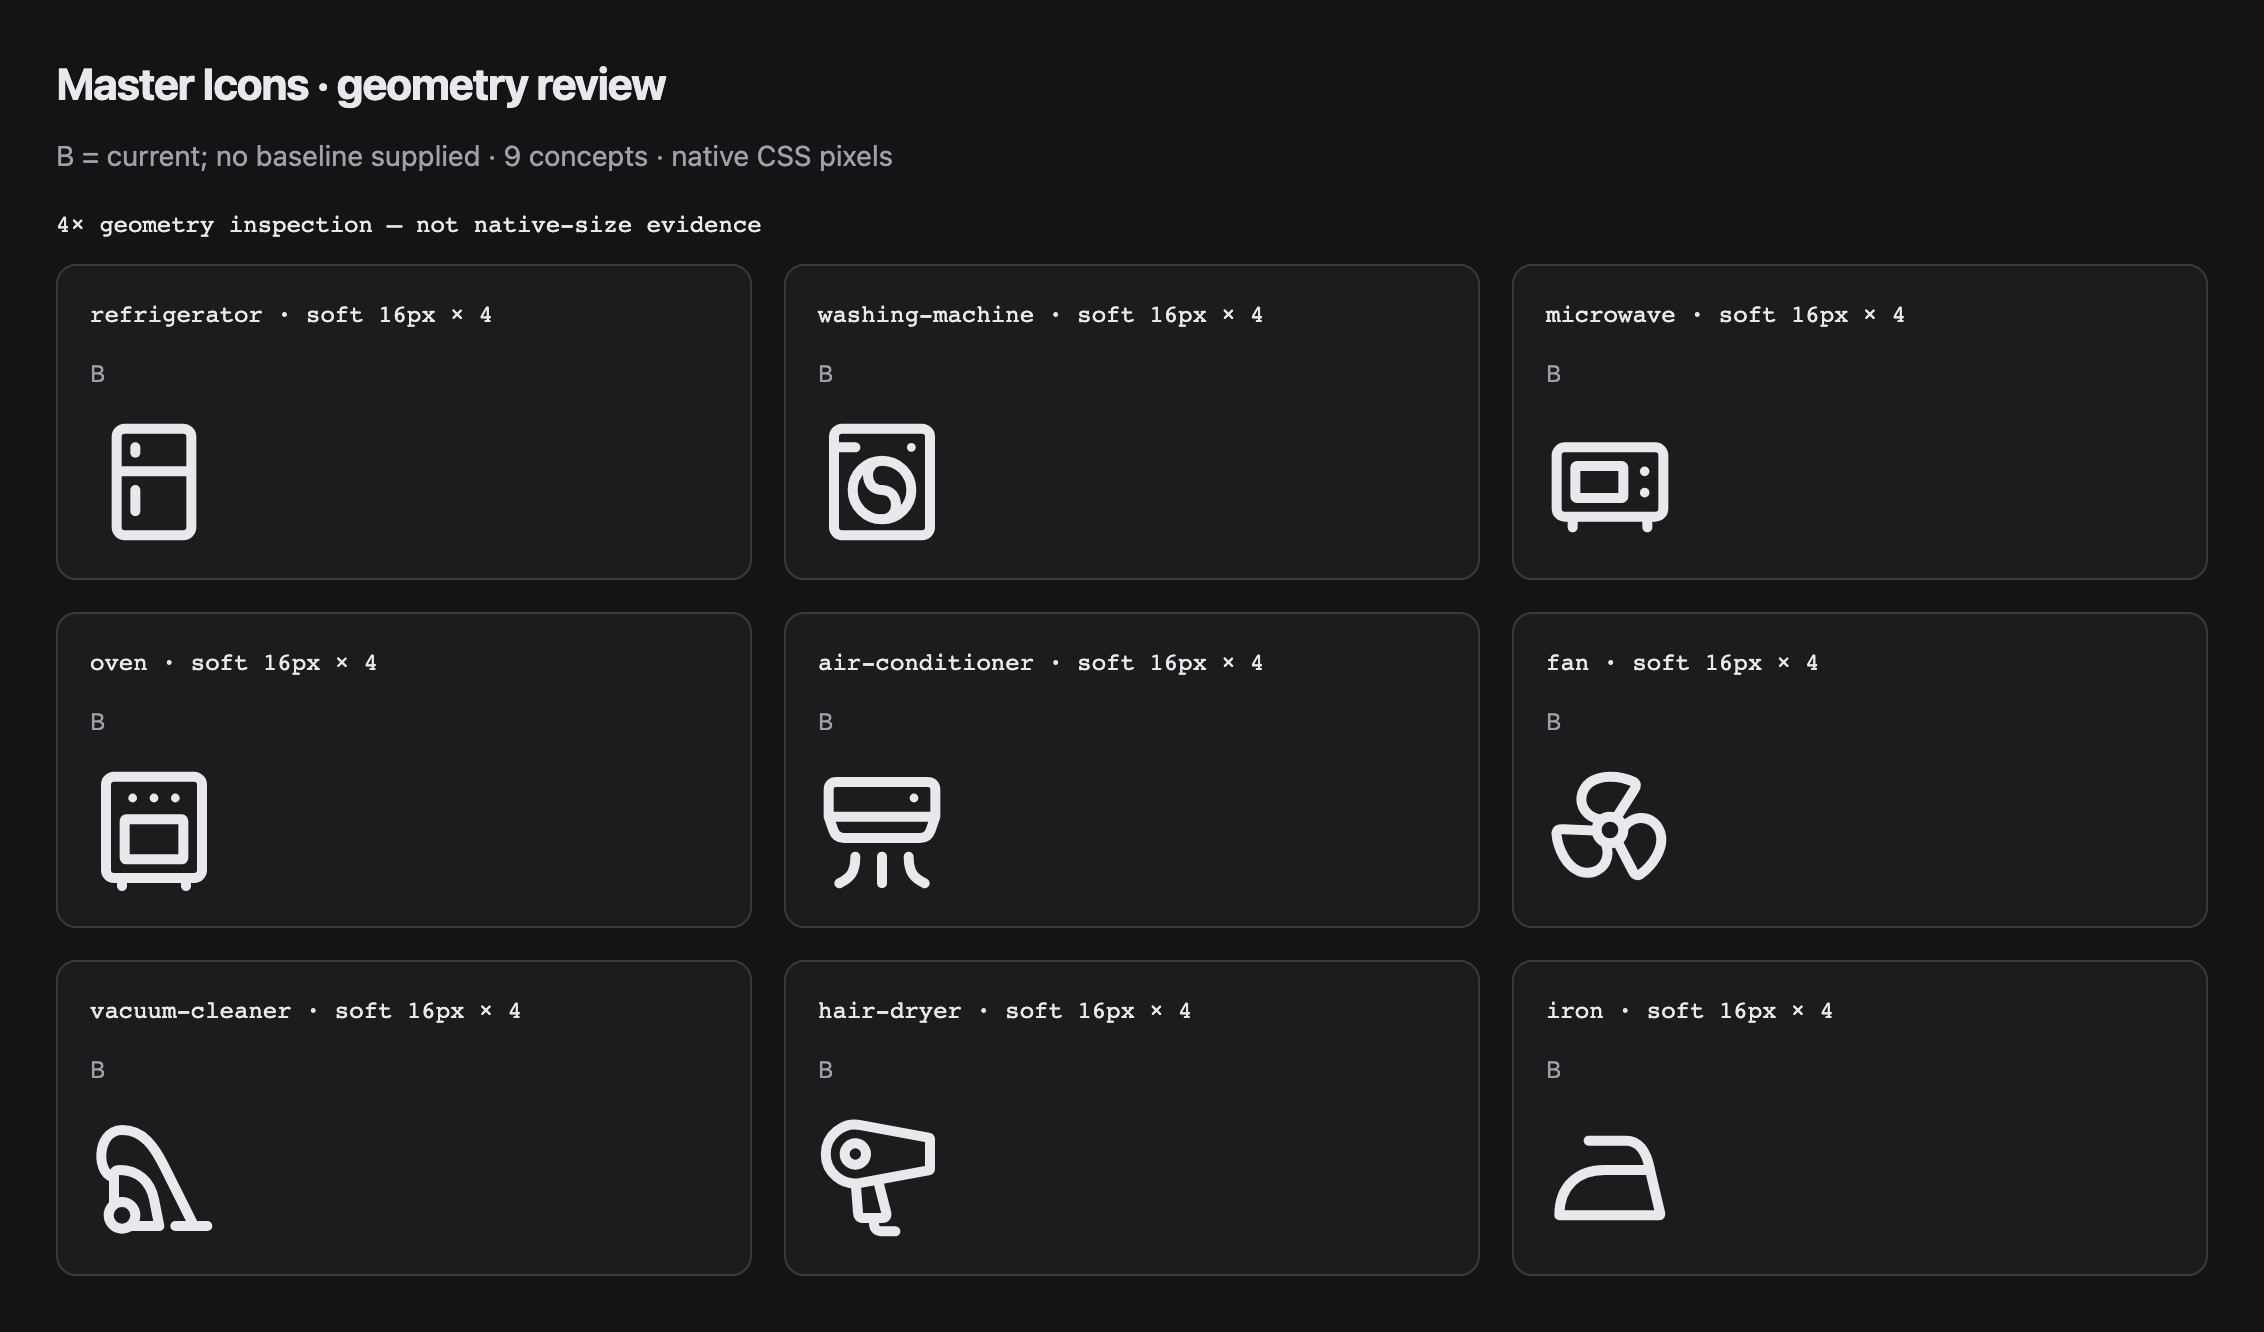 Master Icons · geometry review
B = current; no baseline supplied · 9 concepts · native CSS pixels
4× geometry inspection — not native-size evidence
refrigerator · soft 16px × 4
B
washing-machine · soft 16px × 4
B
microwave · soft 16px × 4
B
oven · soft 16px × 4
B
air-conditioner · soft 16px × 4
B
fan · soft 16px × 4
B
vacuum-cleaner · soft 16px × 4
B
hair-dryer · soft 16px × 4
B
iron · soft 16px × 4
B